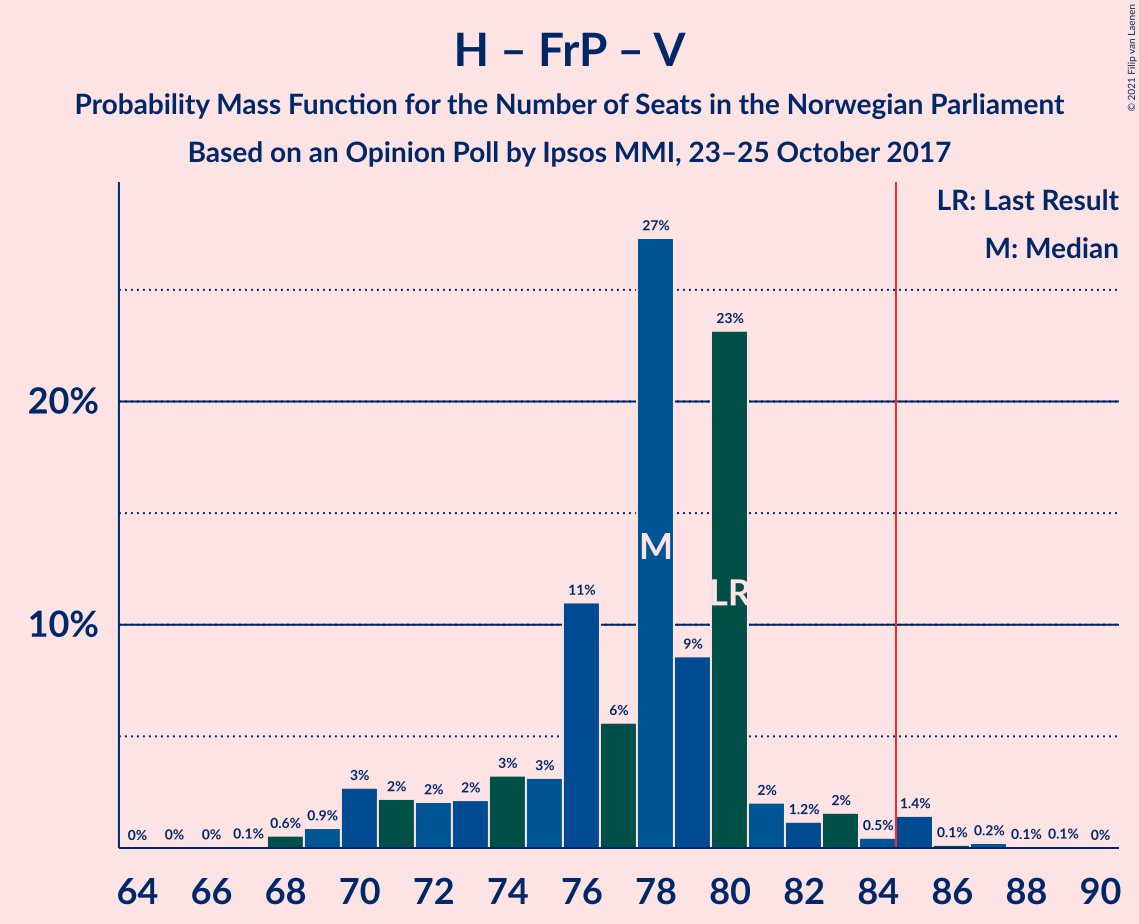 H – FrP – V
Probability Mass Function for the Number of Seats in the Norwegian Parliament
Based on an Opinion Poll by Ipsos MMI, 23–25 October 2017
© 2021 Filip van Laenen
LR: Last Result
M: Median
20%
10%
0% 0% 0% 0.1% 0.6% 0.9% 3% 2% 2% 2% 3% 3% 11% 6% 27% 9% 23% 2% 1.2% 2% 0.5% 1.4% 0.1% 0.2% 0.1% 0.1% 0%
M
LR
64 66 68 70 72 74 76 78 80 82 84 86 88 90